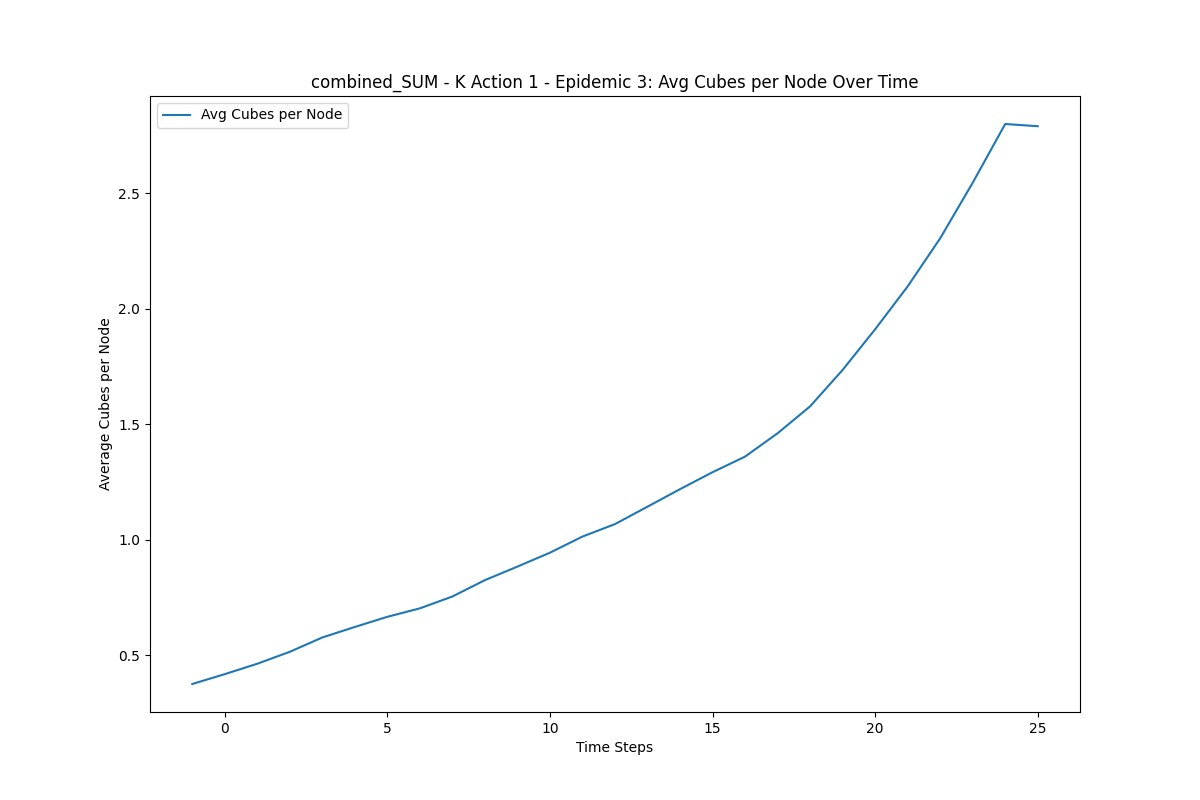 combined_SUM - K Action 1 - Epidemic 3: Avg Cubes per Node Over Time
Avg Cubes per Node
2.5
2.0
1.5
1.0
0.5
Average Cubes per Node
0 5 10 15 20 25
Time Steps